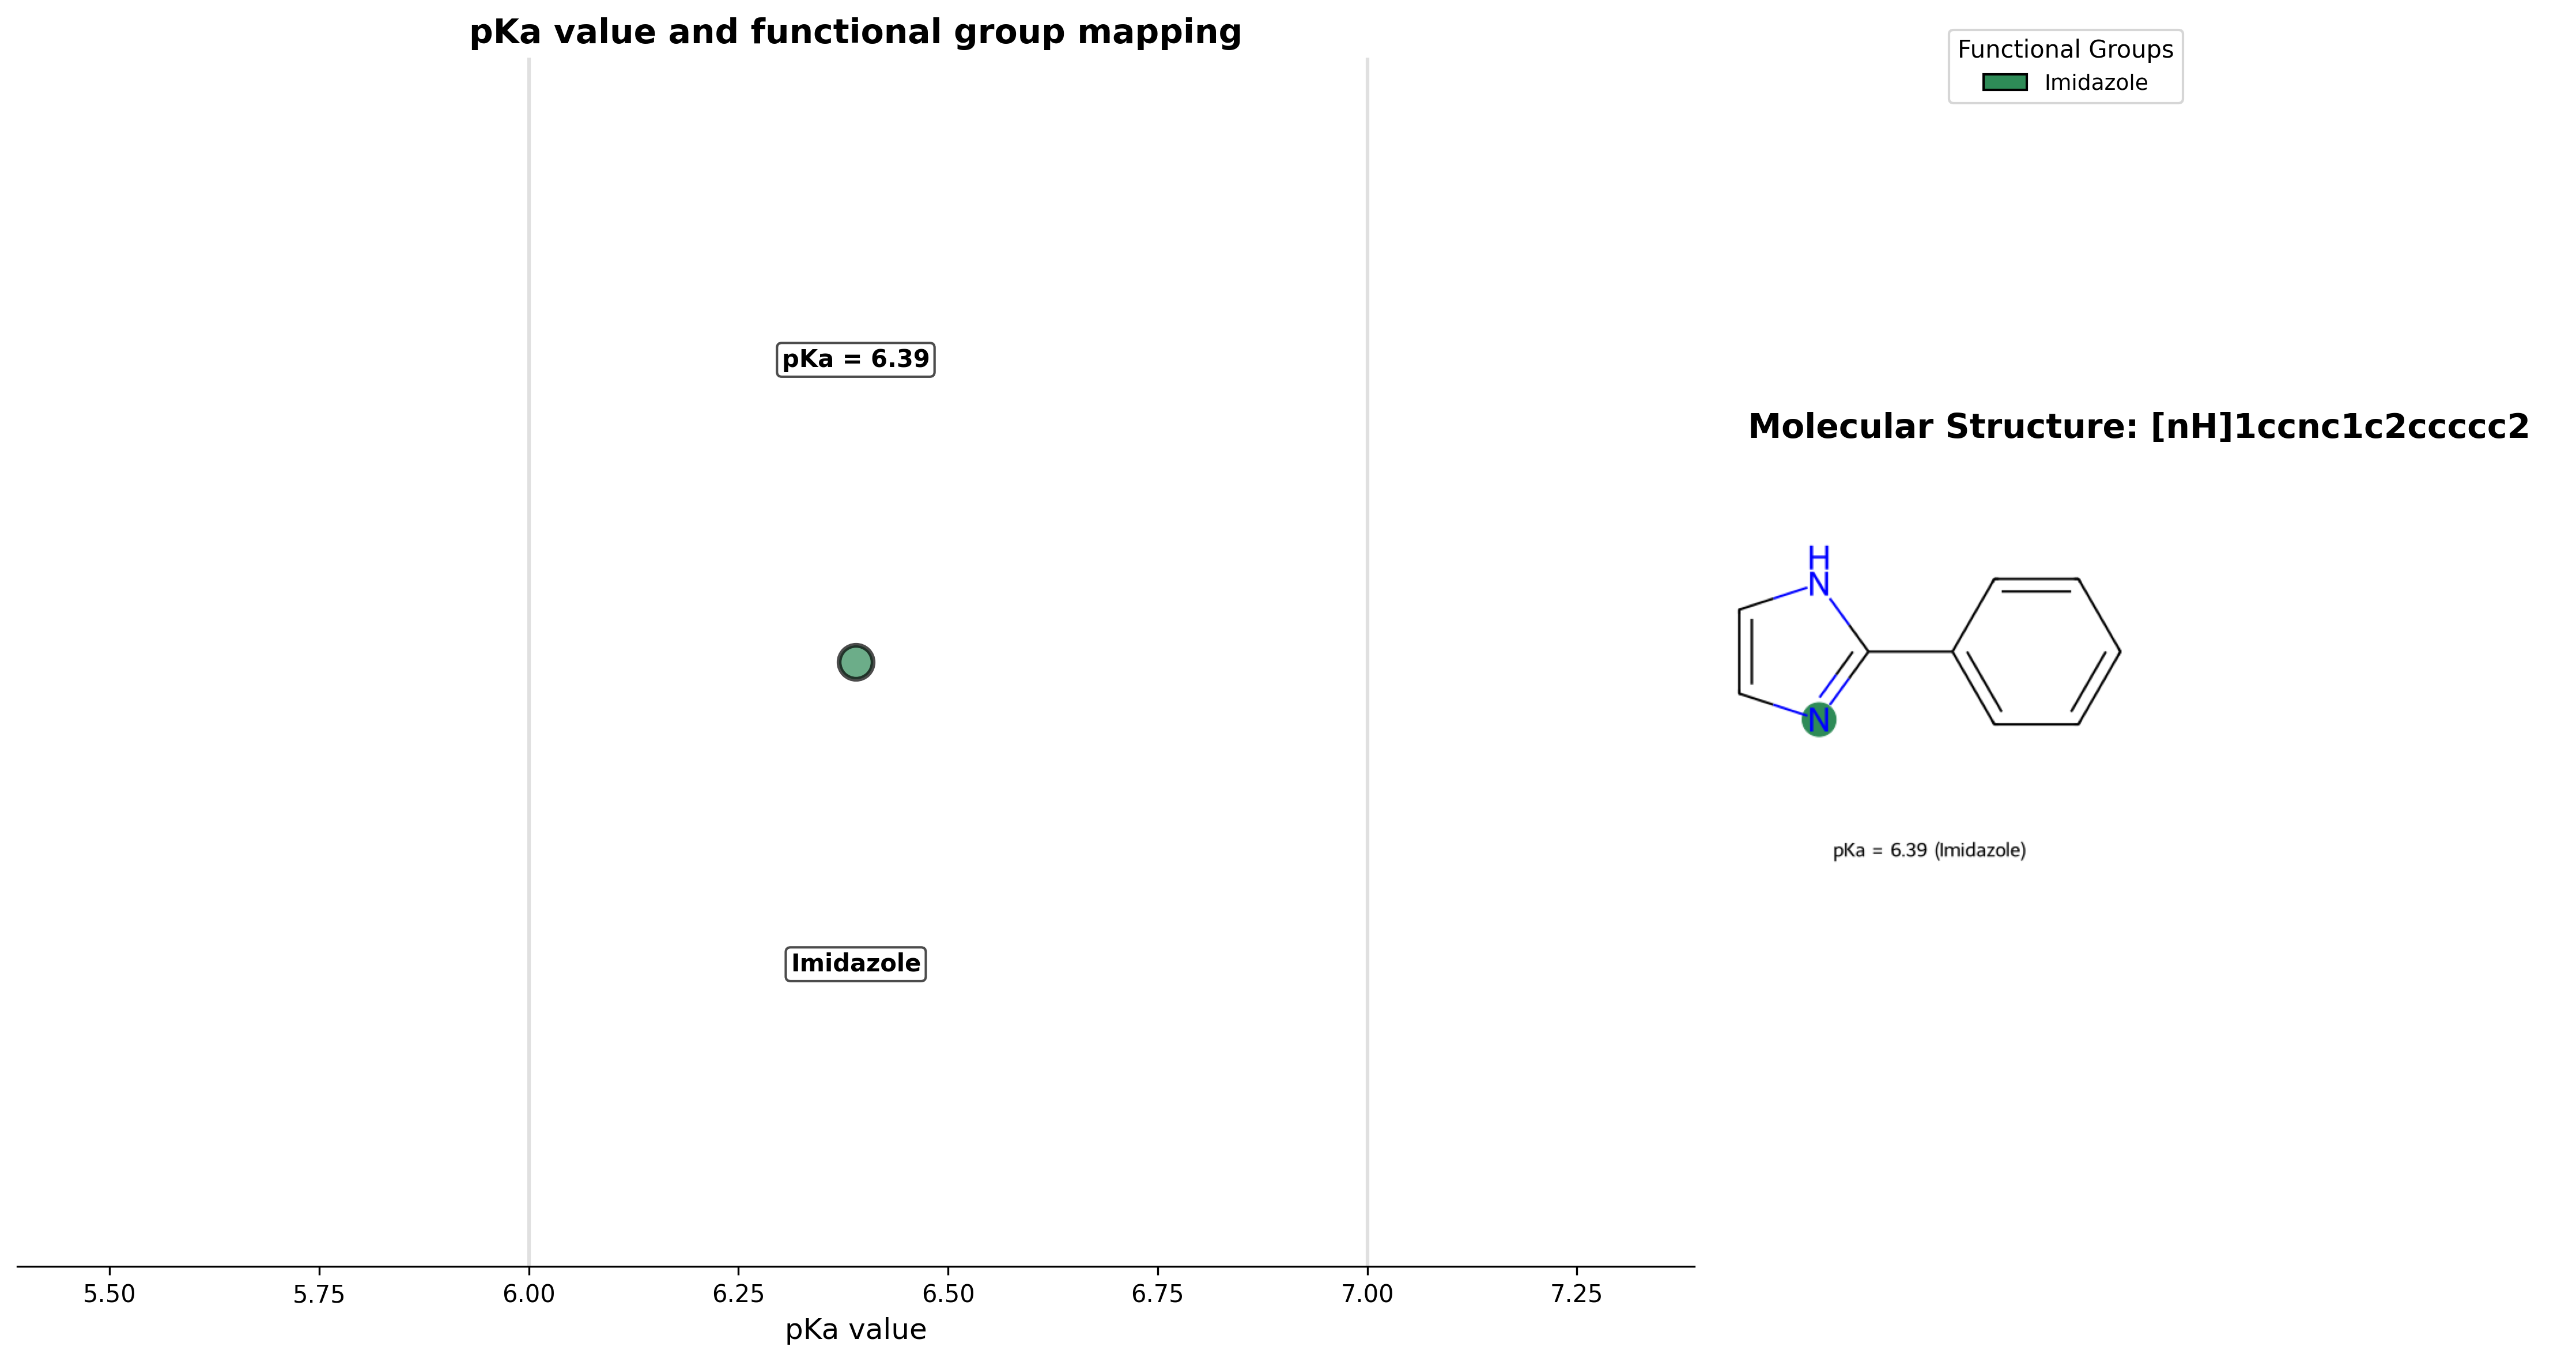 pKa value and functional group mapping
pKa = 6.39
Imidazole
5.50 5.75 6.00 6.25 6.50 6.75 7.00 7.25
pKa value
Functional Groups
Imidazole
Molecular Structure: [nH]1ccnc1c2ccccc2
H
N
N
pKa = 6.39 (Imidazole)